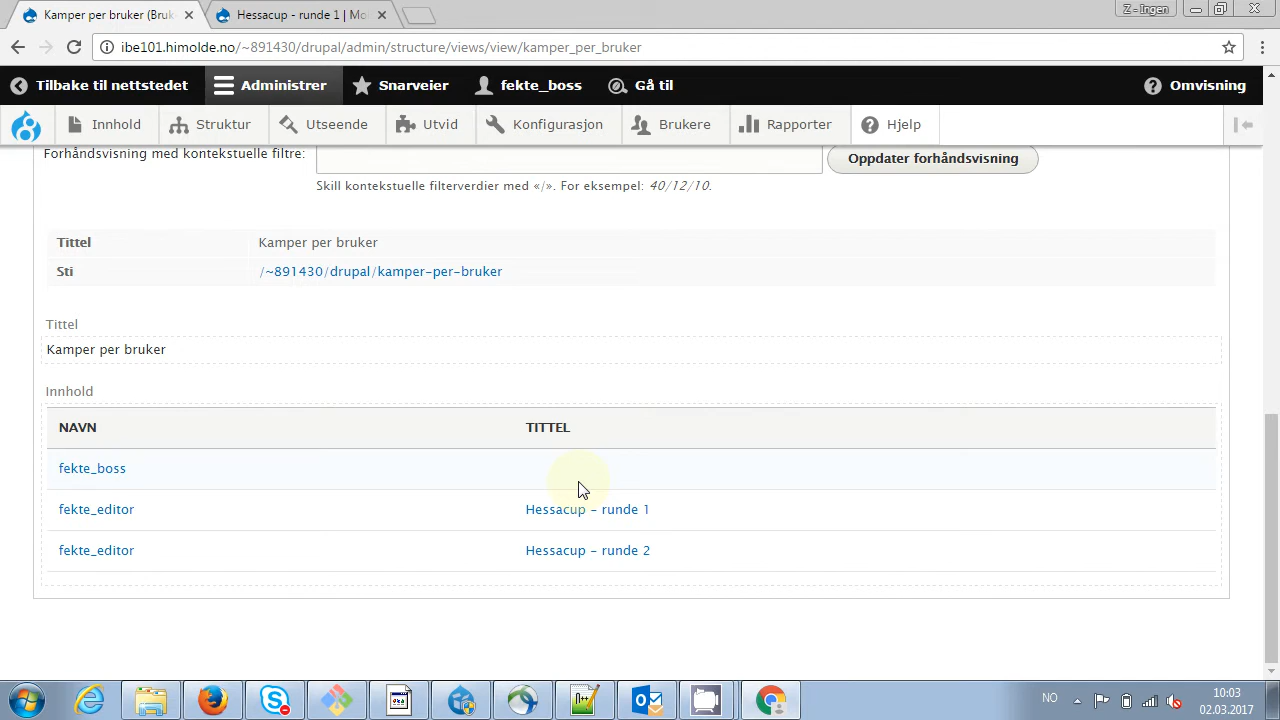 Kamper per bruker (Bruk
Hessacup - runde 1 | Mo
Z - Ingen
ibe101.himolde.no/~891430/drupal/admin/structure/views/view/kamper_per_bruker
Tilbake til nettstedet
Administrer
Snarveier
fekte_boss
Gå til
Omvisning
Innhold
Struktur
Utseende
Utvid
Konfigurasjon
Brukere
Rapporter
Hjelp
Forhåndsvisning med kontekstuelle filtre:
Oppdater forhåndsvisning
Skill kontekstuelle filterverdier med «/». For eksempel: 40/12/10.
Tittel Kamper per bruker
Sti /~891430/drupal/kamper-per-bruker
Tittel
Kamper per bruker
Innhold
NAVN TITTEL
fekte_boss
fekte_editor Hessacup - runde 1
fekte_editor Hessacup - runde 2
NO
10:03
02.03.2017